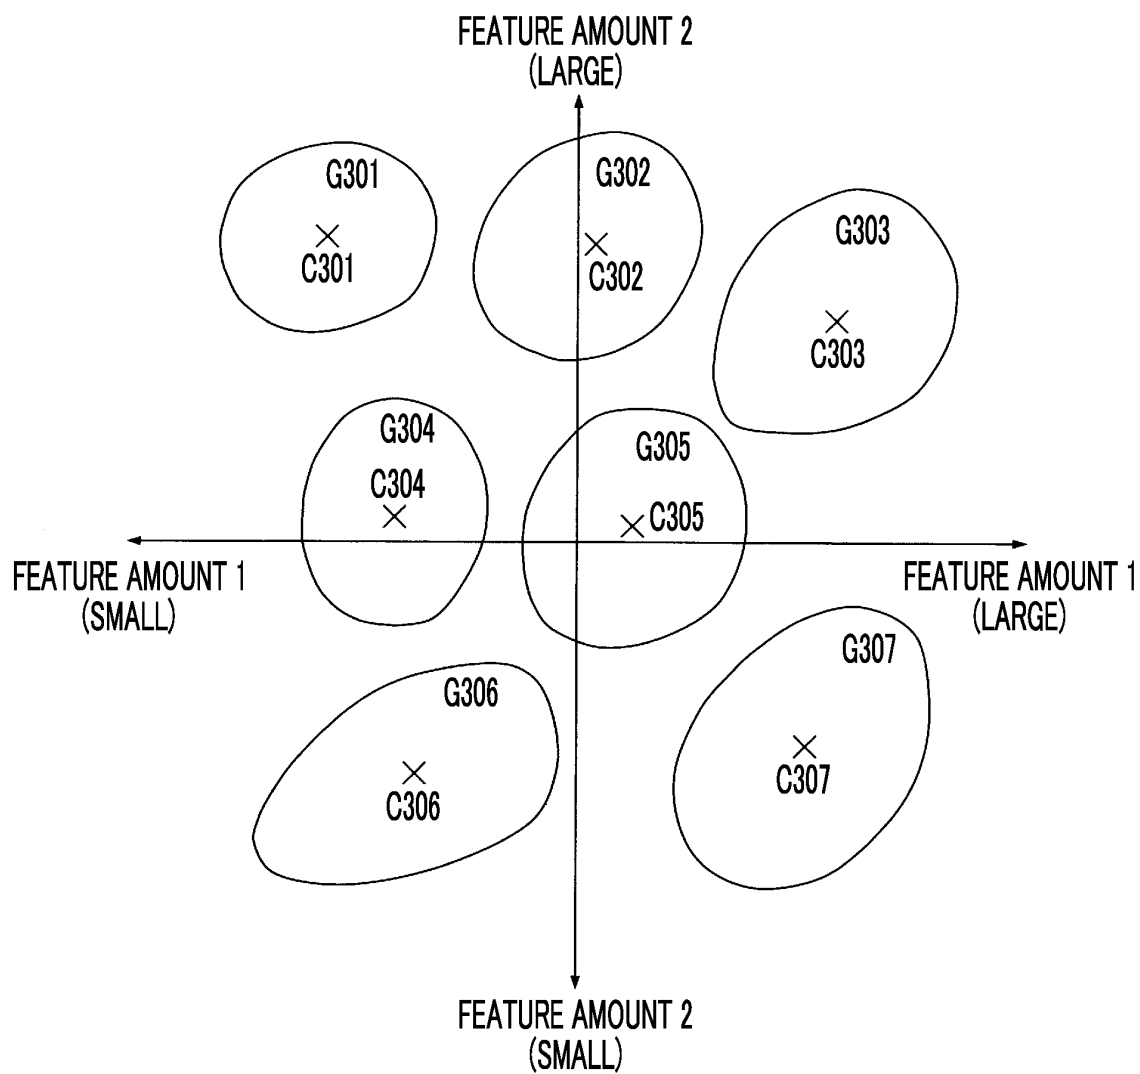 FEATURE AMOUNT 2
(LARGE)
G301
G302
G303
C301
C302
C303
G304
G305
C304
C305
FEATURE AMOUNT 1
(SMALL)
FEATURE AMOUNT 1
(LARGE)
G306
G307
C306
C307
FEATURE AMOUNT 2
(SMALL)